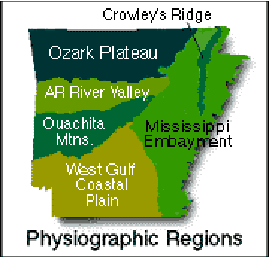 Crowley's Ridge
Ozark Plateau
AR River Valley
Ouachita
Mtns.
Mississippi
Embayment
West Gulf
Coastal
Plain
Physiographic Regions